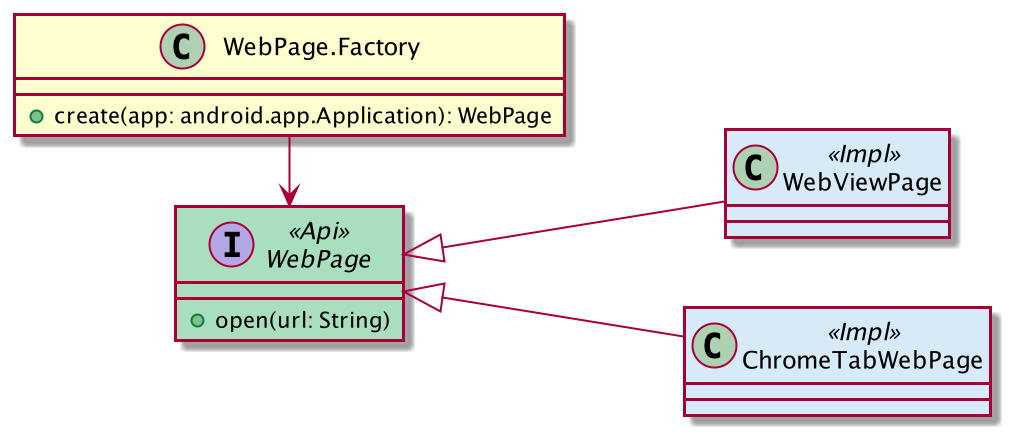 C WebPage.Factory
create(app: android.app.Application): WebPage
«Impl»
C WebViewPage
«Api»
I WebPage
open(url: String)
«Impl»
C ChromeTabWebPage